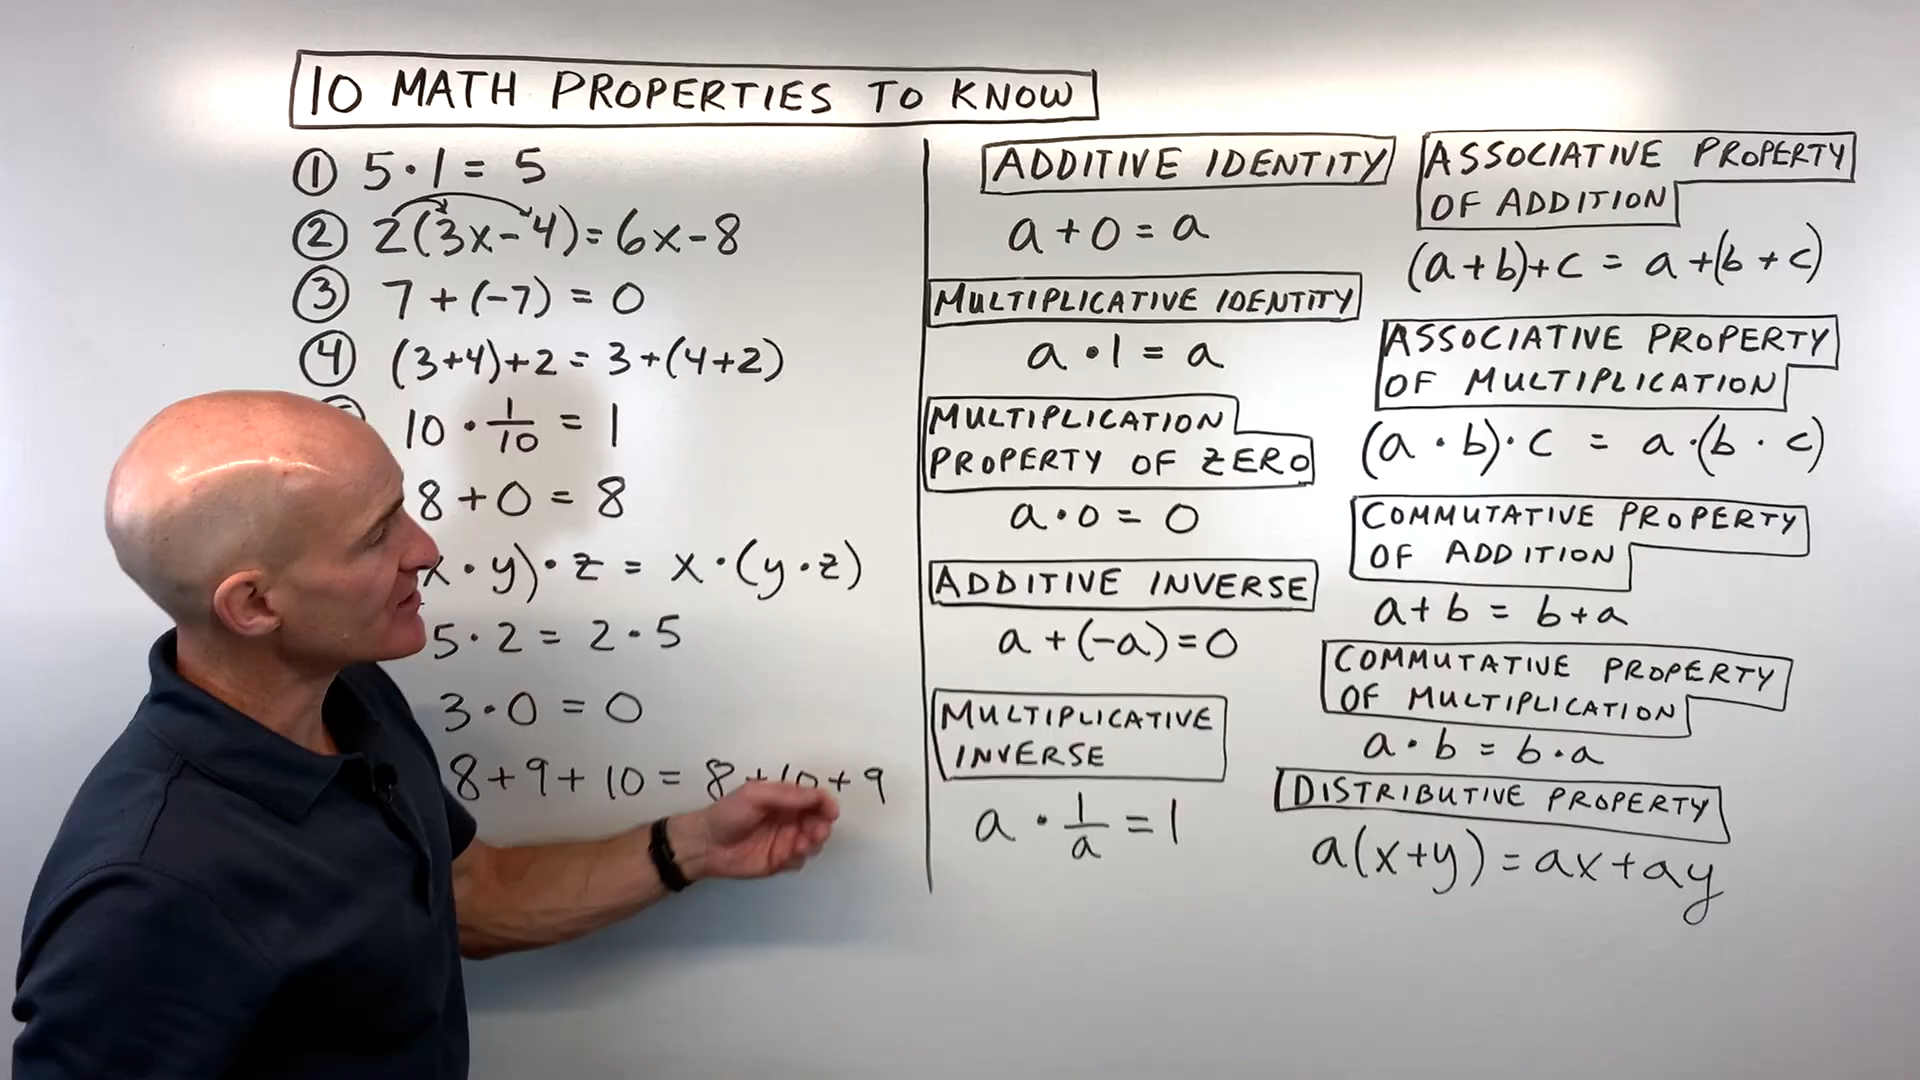 10 MATH PROPERTIES TO KNOW
① 5·1 = 5
② 2(3x-4)=6x-8
③ 7+(-7) = 0
④ (3+4)+2 = 3+(4+2)
10·1/10 = 1
8+0 = 8
x·y)·z = x·(y·z)
5·2 = 2·5
3·0 = 0
8+9+10 = 8+10+9
ADDITIVE IDENTITY
a+0=a
MULTIPLICATIVE IDENTITY
a·1=a
MULTIPLICATION
PROPERTY OF ZERO
a·0=0
ADDITIVE INVERSE
a+(-a)=0
MULTIPLICATIVE
INVERSE
a·1/a=1
ASSOCIATIVE PROPERTY
OF ADDITION
(a+b)+c = a+(b+c)
ASSOCIATIVE PROPERTY
OF MULTIPLICATION
(a·b)·c = a·(b·c)
COMMUTATIVE PROPERTY
OF ADDITION
a+b = b+a
COMMUTATIVE PROPERTY
OF MULTIPLICATION
a·b = b·a
DISTRIBUTIVE PROPERTY
a(x+y)=ax+ay